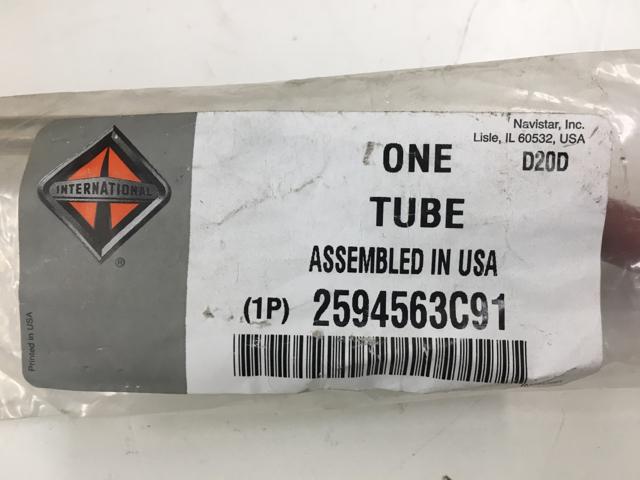 Navistar, Inc.
Lisle, IL 60532, USA
ONE D20D
TUBE
ASSEMBLED IN USA
(1P) 2594563C91
INTERNATIONAL
®
Printed in USA